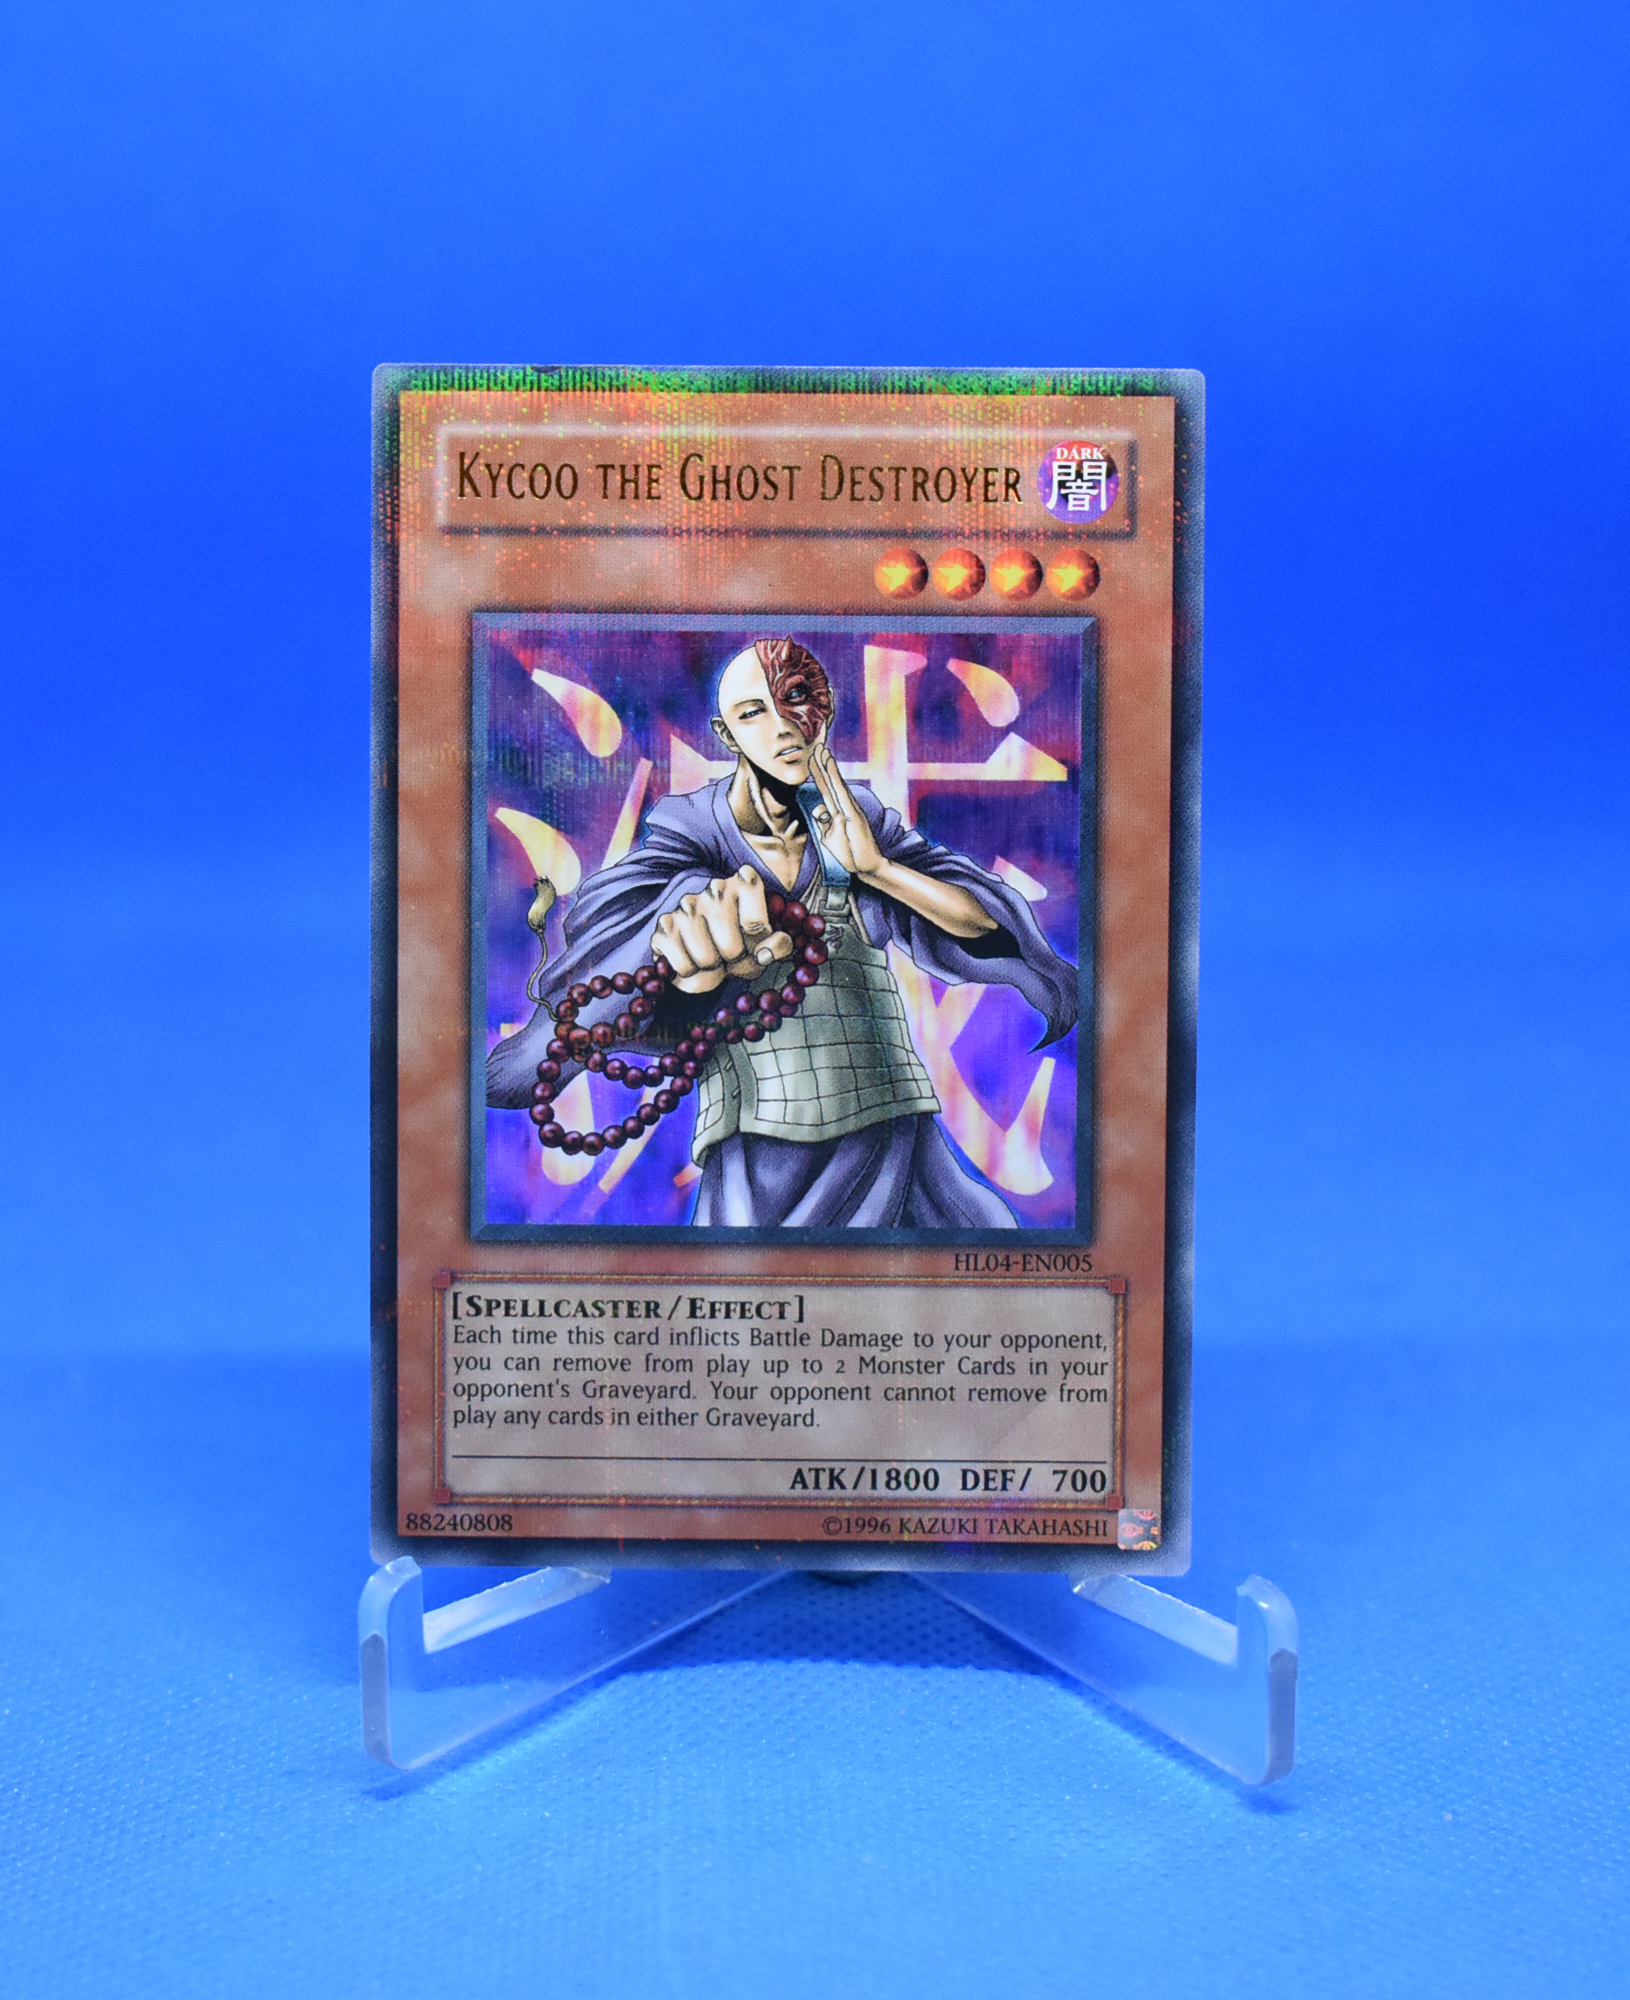 KYCOO THE GHOST DESTROYER
DARK
闇
HL04-EN005
[SPELLCASTER/EFFECT]
Each time this card inflicts Battle Damage to your opponent,
you can remove from play up to 2 Monster Cards in your
opponent's Graveyard. Your opponent cannot remove from
play any cards in either Graveyard.
ATK/1800 DEF/ 700
88240808
©1996 KAZUKI TAKAHASHI